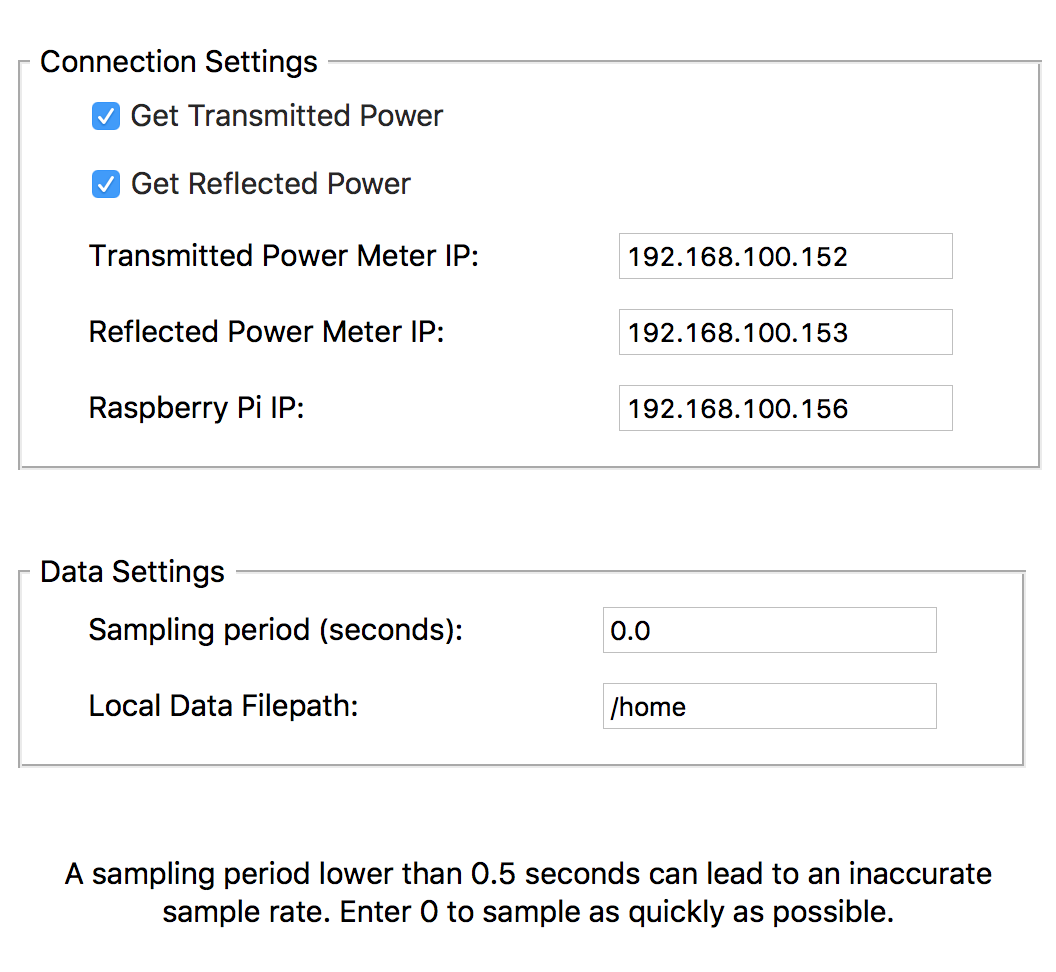 Connection Settings
Get Transmitted Power
Get Reflected Power
Transmitted Power Meter IP: 192.168.100.152
Reflected Power Meter IP: 192.168.100.153
Raspberry Pi IP: 192.168.100.156
Data Settings
Sampling period (seconds): 0.0
Local Data Filepath: /home
A sampling period lower than 0.5 seconds can lead to an inaccurate
sample rate. Enter 0 to sample as quickly as possible.